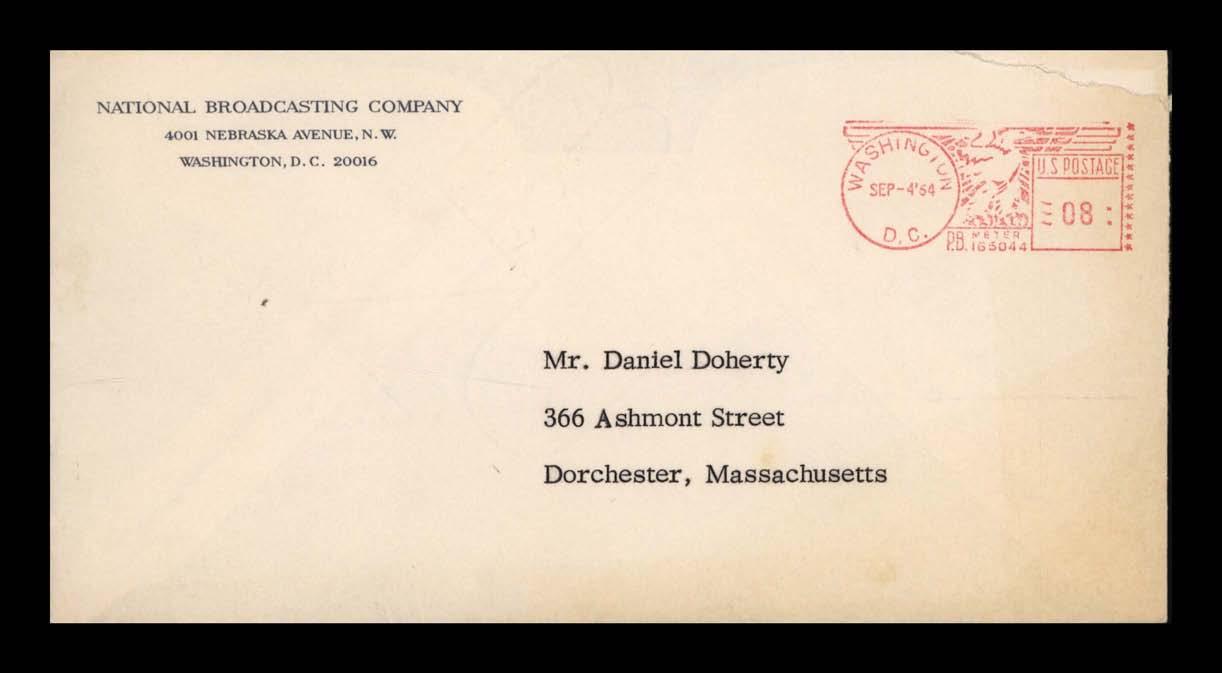 NATIONAL BROADCASTING COMPANY
4001 NEBRASKA AVENUE, N.W.
WASHINGTON, D.C. 20016
WASHINGTON
SEP-4'64
D.C.
P.B. METER
165044
U.S. POSTAGE
08
Mr. Daniel Doherty
366 Ashmont Street
Dorchester, Massachusetts